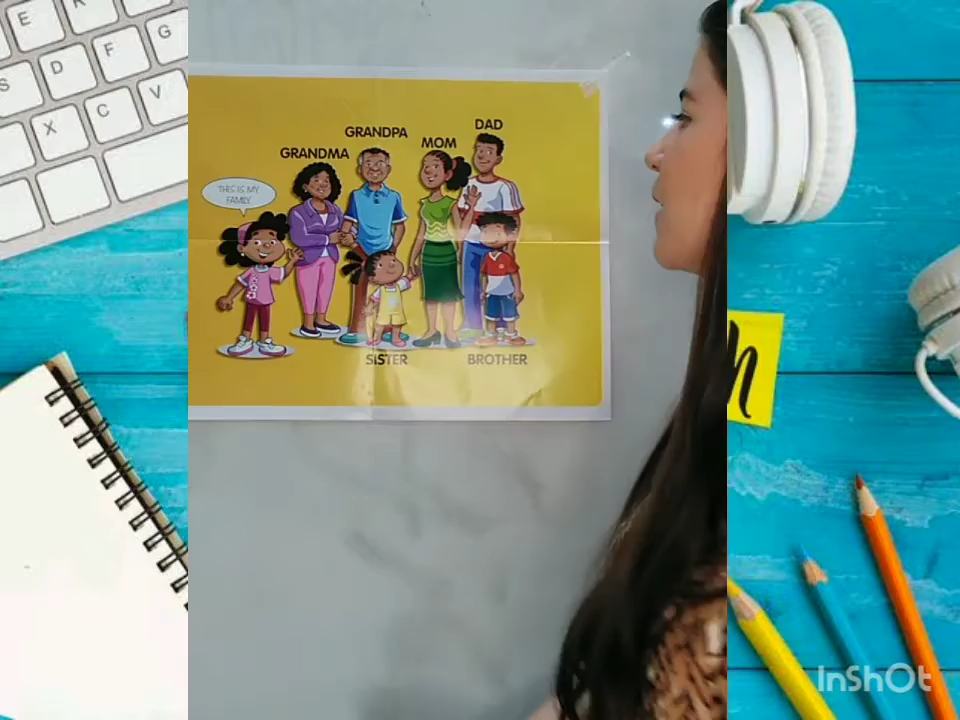 GRANDPA
DAD
MOM
GRANDMA
THIS IS MY
FAMILY.
SISTER
BROTHER
E
R
S
D
F
G
X
C
V
InShOt